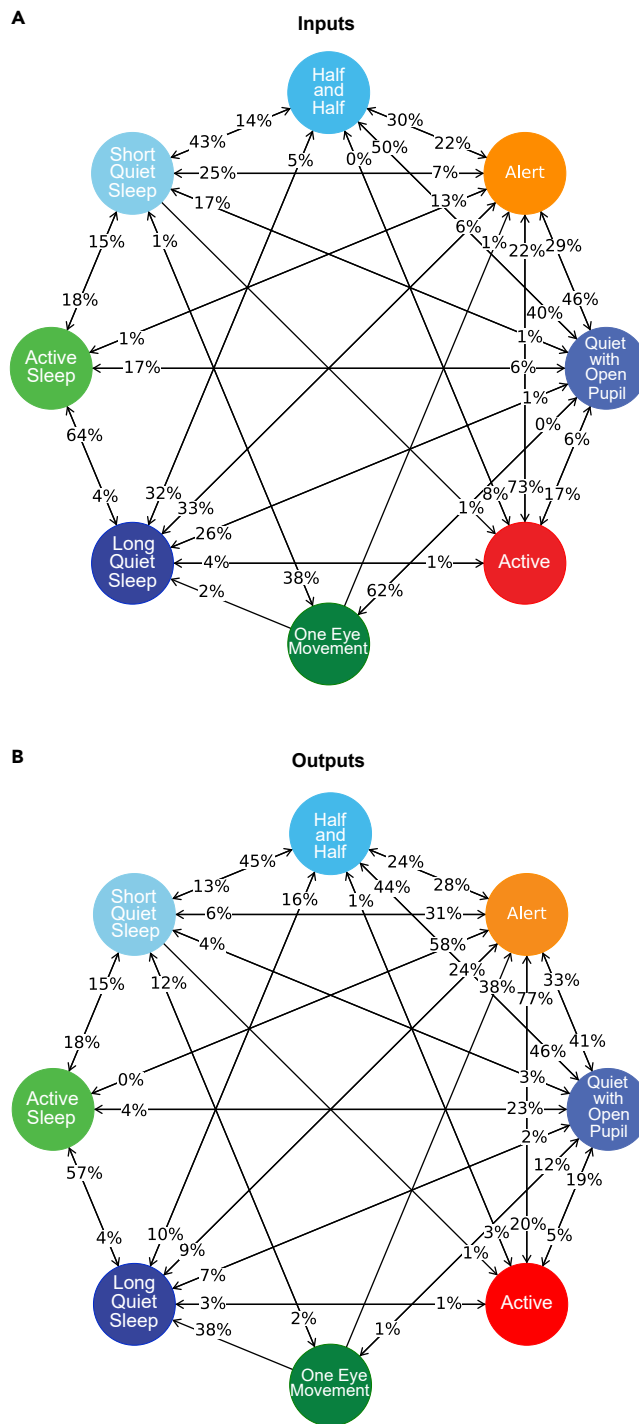 A
Inputs
Half
and
Half
14%
30%
43%
5%
0%
50%
22%
Short
Quiet
Sleep
25%
7%
Alert
17%
13%
15%
1%
6%
1%
22%
29%
18%
40%
46%
1%
1%
Active
Sleep
17%
6%
Quiet
with
Open
Pupil
64%
1%
0%
6%
4%
32%
33%
26%
1%
8%
73%
17%
Long
Quiet
Sleep
4%
1%
Active
2%
38%
62%
One Eye
Movement
B
Outputs
Half
and
Half
45%
24%
13%
16%
1%
44%
28%
Short
Quiet
Sleep
6%
31%
Alert
4%
58%
15%
12%
24%
38%
77%
33%
18%
46%
41%
0%
3%
Active
Sleep
4%
23%
Quiet
with
Open
Pupil
57%
2%
12%
19%
4%
10%
9%
7%
1%
3%
20%
5%
Long
Quiet
Sleep
3%
1%
Active
38%
2%
1%
One Eye
Movement